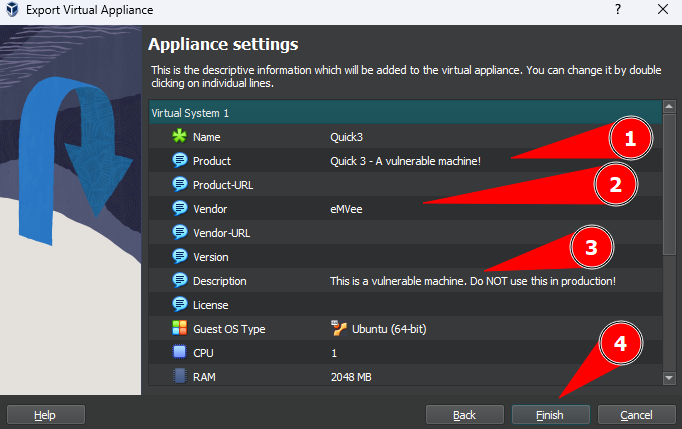 Export Virtual Appliance
?
Appliance settings
This is the descriptive information which will be added to the virtual appliance. You can change it by double
clicking on individual lines.
Virtual System 1
Name Quick3
1
Product Quick 3 - A vulnerable machine!
Product-URL
2
Vendor eMVee
Vendor-URL
3
Version
Description This is a vulnerable machine. Do NOT use this in production!
License
Guest OS Type Ubuntu (64-bit)
4
CPU 1
RAM 2048 MB
Help Back Finish Cancel